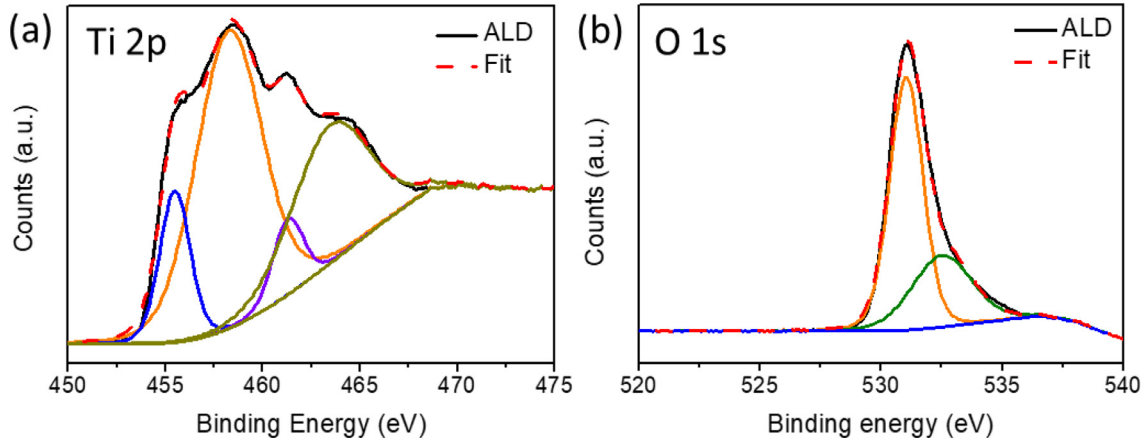 (a)
Ti 2p
ALD
Fit
Counts (a.u.)
450 455 460 465 470 475
Binding Energy (eV)
(b)
O 1s
ALD
Fit
Counts (a.u.)
520 525 530 535 540
Binding energy (eV)